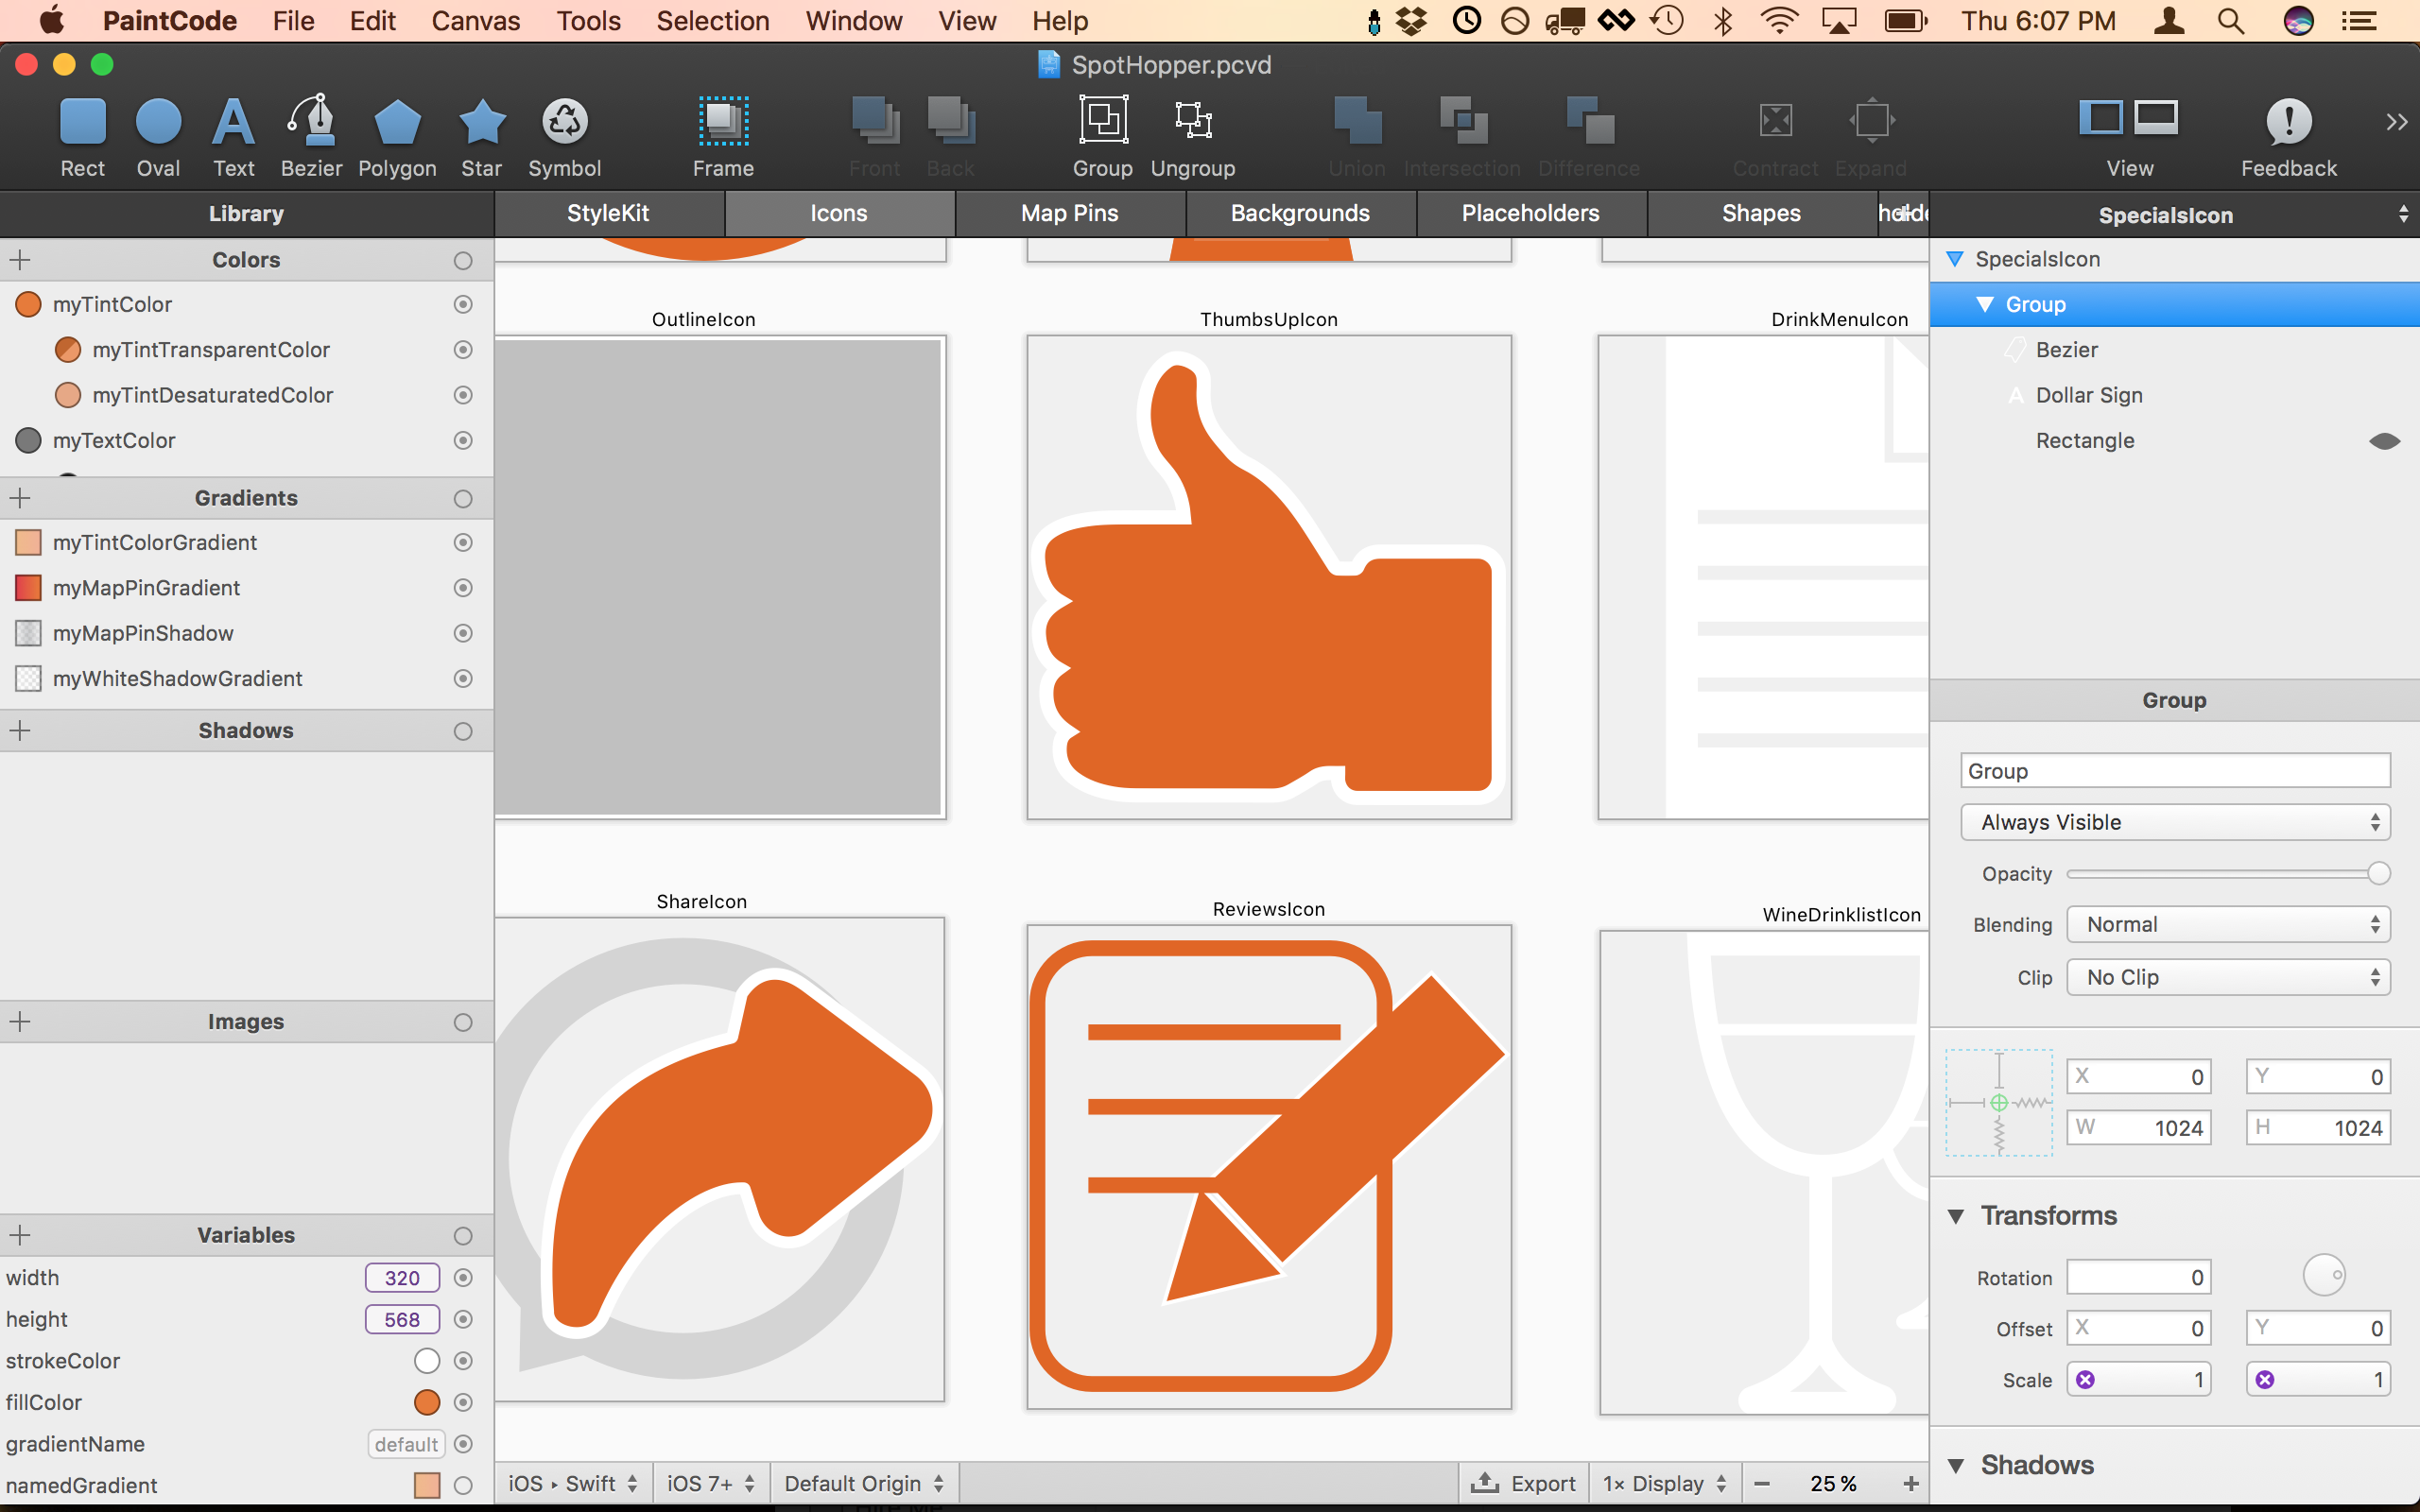 PaintCode File Edit Canvas Tools Selection Window View Help Thu 6:07 PM
SpotHopper.pcvd
Rect Oval Text Bezier Polygon Star Symbol Frame Front Back Group Ungroup Union Intersection Difference Contract Expand View Feedback
Library StyleKit Icons Map Pins Backgrounds Placeholders Shapes SpecialsIcon
Colors
myTintColor
myTintTransparentColor
myTintDesaturatedColor
myTextColor
Gradients
myTintColorGradient
myMapPinGradient
myMapPinShadow
myWhiteShadowGradient
Shadows
Images
Variables
width 320
height 568
strokeColor
fillColor
gradientName default
namedGradient
OutlineIcon ThumbsUpIcon DrinkMenuIcon
ShareIcon ReviewsIcon WineDrinklistIcon
iOS ▸ Swift iOS 7+ Default Origin Export 1× Display 25 %
SpecialsIcon
Group
Bezier
A Dollar Sign
Rectangle
Group
Group
Always Visible
Opacity
Blending Normal
Clip No Clip
X 0 Y 0
W 1024 H 1024
Transforms
Rotation 0
Offset X 0 Y 0
Scale 1 1
Shadows